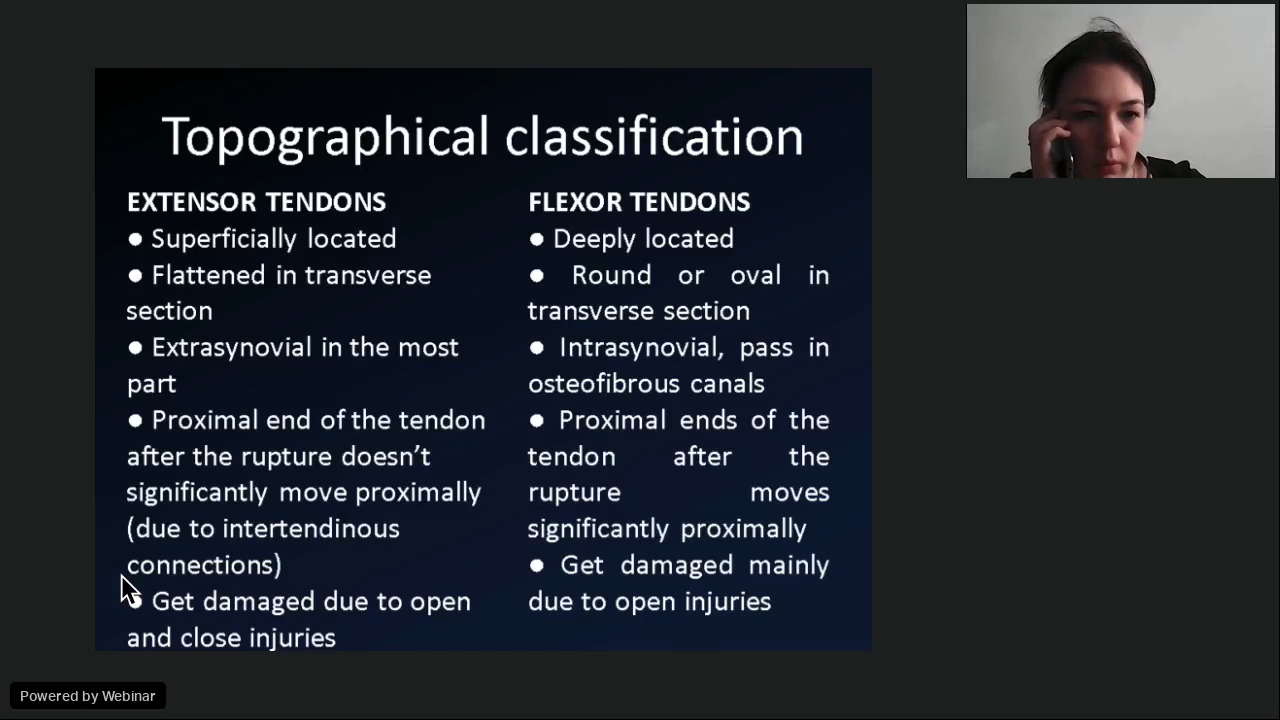 Topographical classification
EXTENSOR TENDONS
● Superficially located
● Flattened in transverse
section
● Extrasynovial in the most
part
● Proximal end of the tendon
after the rupture doesn’t
significantly move proximally
(due to intertendinous
connections)
● Get damaged due to open
and close injuries
FLEXOR TENDONS
● Deeply located
● Round or oval in
transverse section
● Intrasynovial, pass in
osteofibrous canals
● Proximal ends of the
tendon after the
rupture moves
significantly proximally
● Get damaged mainly
due to open injuries
Powered by Webinar